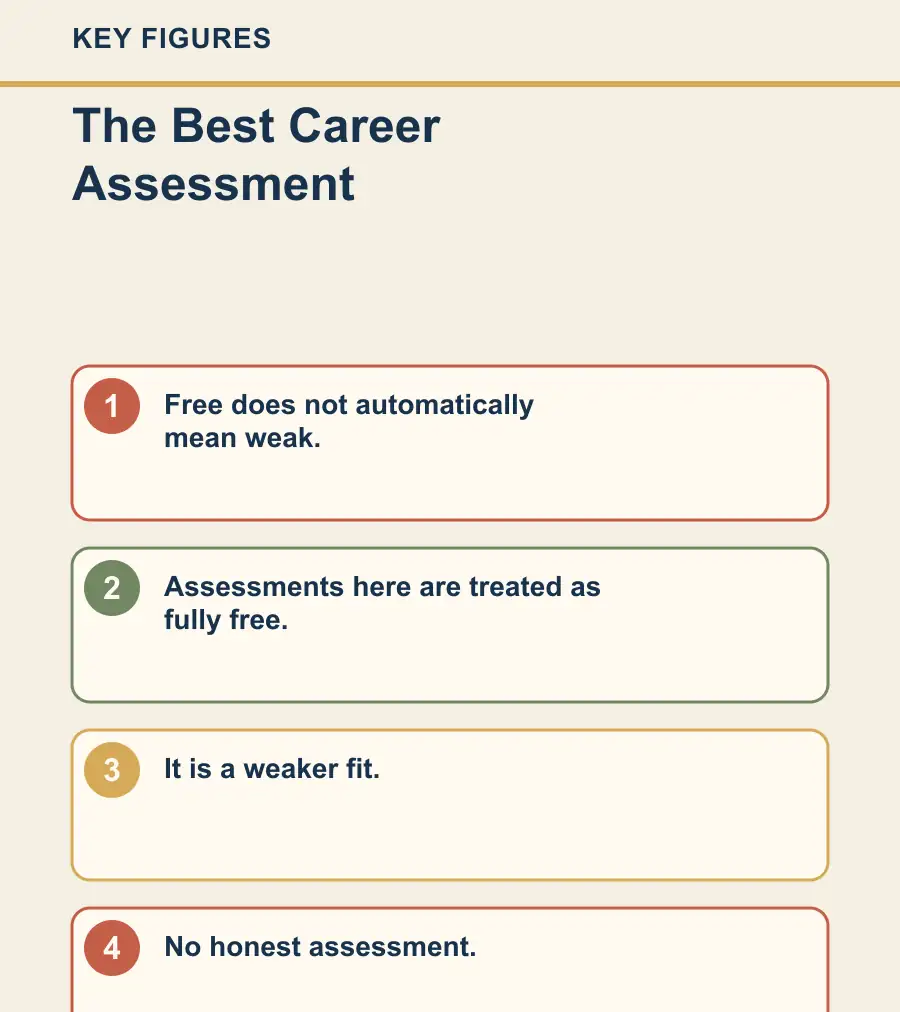 KEY FIGURES
The Best Career
Assessment
1
Free does not automatically
mean weak.
2
Assessments here are treated as
fully free.
3
It is a weaker fit.
4
No honest assessment.